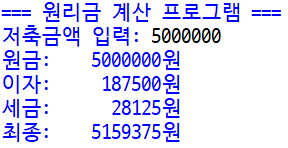 === 원리금 계산 프로그램 ===
저축금액 입력: 5000000
원금:   5000000원
이자:    187500원
세금:     28125원
최종:   5159375원